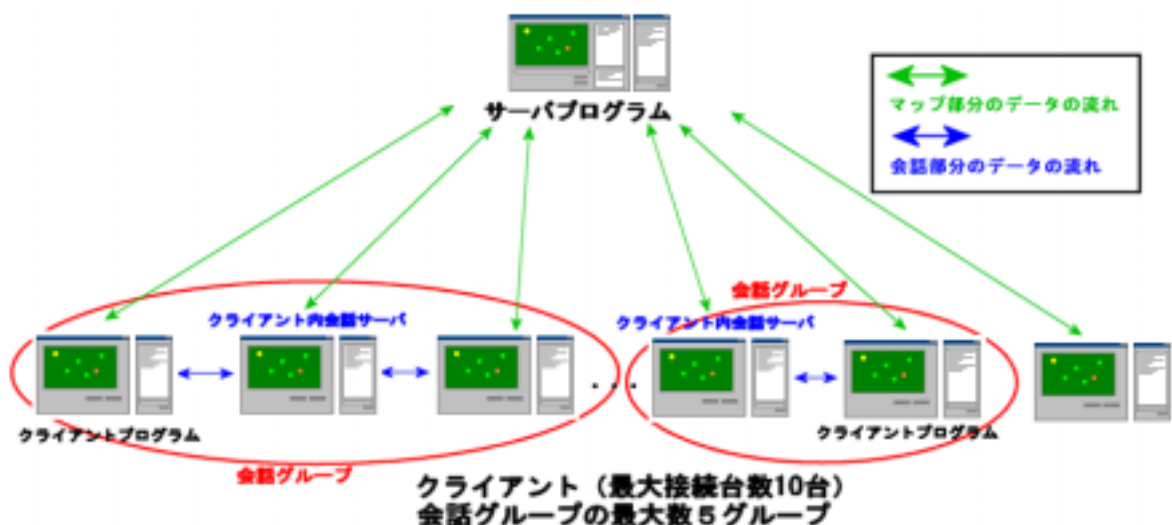 サーバプログラム
マップ部分のデータの流れ
会話部分のデータの流れ
会話グループ
クライアント内会話サーバ
クライアント内会話サーバ
・・・
クライアントプログラム
クライアントプログラム
会話グループ
クライアント（最大接続台数10台）
会話グループの最大数５グループ